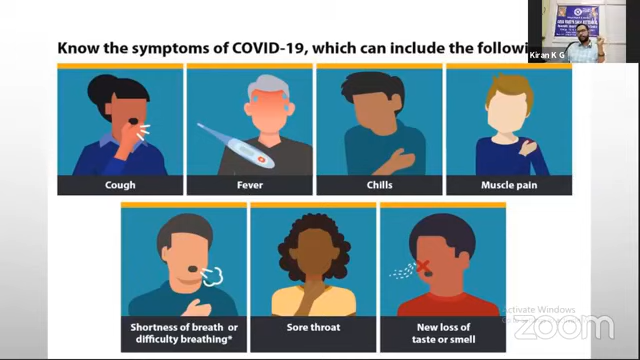 Know the symptoms of COVID-19, which can include the follow
Kiran K G
Cough
Fever
Chills
Muscle pain
Shortness of breath or
difficulty breathing*
Sore throat
New loss of
taste or smell
Activate Windows
zoom